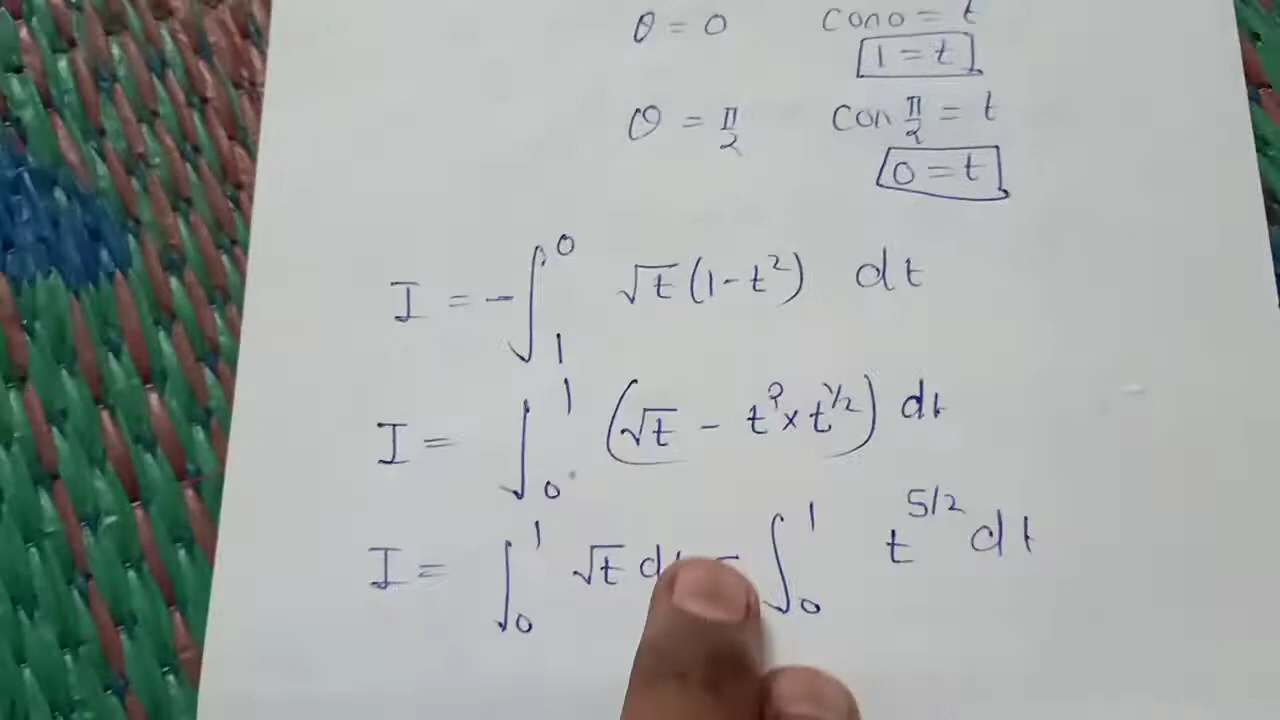 θ = 0 cos 0 = t
1 = t
θ = π/2 cos π/2 = t
0 = t
I = -∫₁⁰ √t (1 - t²) dt
I = ∫₀¹ (√t - t² × t^1/2) dt
I = ∫₀¹ √t dt - ∫₀¹ t^5/2 dt